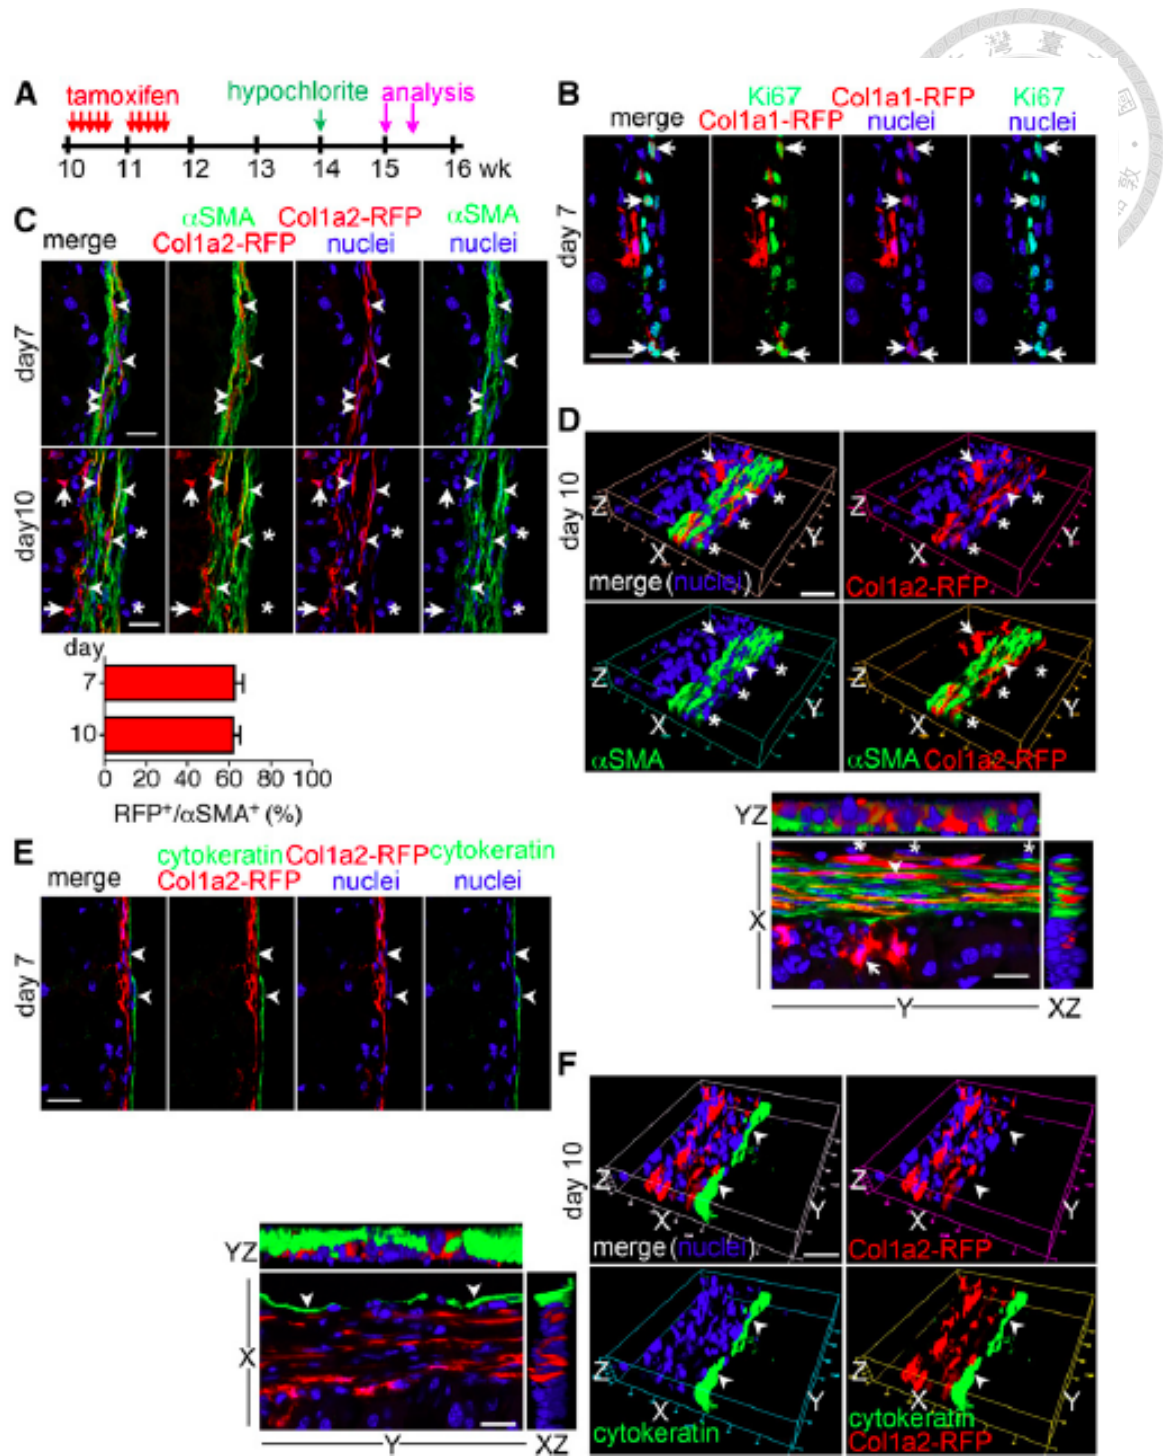 A
tamoxifen
hypochlorite
analysis
10 11 12 13 14 15 16 wk
B
merge
Ki67
Col1a1-RFP
Col1a1-RFP
nuclei
Ki67
nuclei
day 7
C
merge
αSMA
Col1a2-RFP
Col1a2-RFP
nuclei
αSMA
nuclei
day7
day10
day
7
10
0 20 40 60 80 100
RFP⁺/αSMA⁺ (%)
D
day 10
Z
X
Y
merge (nuclei)
Z
X
Y
Col1a2-RFP
Z
X
Y
αSMA
Z
X
Y
αSMA Col1a2-RFP
YZ
X
Y
XZ
E
merge
cytokeratin
Col1a2-RFP
Col1a2-RFP
nuclei
cytokeratin
nuclei
day 7
YZ
X
Y
XZ
F
day 10
Z
X
Y
merge (nuclei)
Z
X
Y
Col1a2-RFP
Z
X
Y
cytokeratin
Z
X
Y
cytokeratin
Col1a2-RFP
灣臺
國
敦